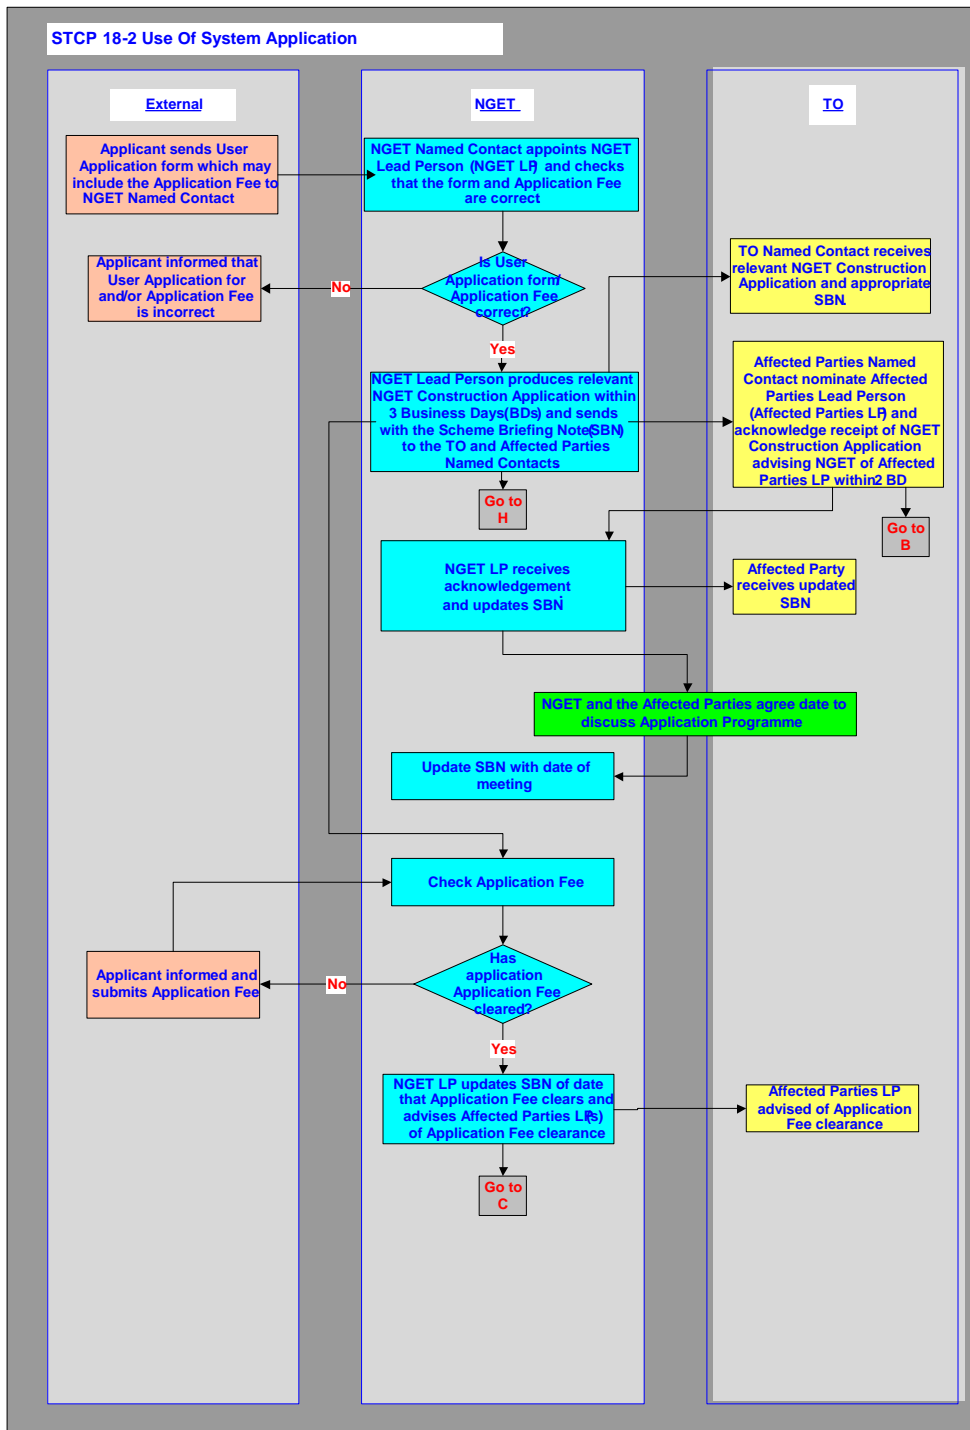 STCP 18-2 Use Of System Application
External
NGET
TO
Applicant sends User
Application form which may
include the Application Fee to
NGET Named Contact
NGET Named Contact appoints NGET
Lead Person (NGET LP) and checks
that the form and Application Fee
are correct
Applicant informed that
User Application for
and/or Application Fee
is incorrect
No
Is User
Application form/
Application Fee
correct?
Yes
TO Named Contact receives
relevant NGET Construction
Application and appropriate
SBN.
NGET Lead Person produces relevant
NGET Construction Application within
3 Business Days(BDs) and sends
with the Scheme Briefing Note(SBN)
to the TO and Affected Parties
Named Contacts
Affected Parties Named
Contact nominate Affected
Parties Lead Person
(Affected Parties LP) and
acknowledge receipt of NGET
Construction Application
advising NGET of Affected
Parties LP within2 BD
Go to
H
Go to
B
NGET LP receives
acknowledgement
and updates SBN.
Affected Party
receives updated
SBN
NGET and the Affected Parties agree date to
discuss Application Programme
Update SBN with date of
meeting
Check Application Fee
Applicant informed and
submits Application Fee
No
Has
application
Application Fee
cleared?
Yes
NGET LP updates SBN of date
that Application Fee clears and
advises Affected Parties LP(s)
of Application Fee clearance
Affected Parties LP
advised of Application
Fee clearance
Go to
C